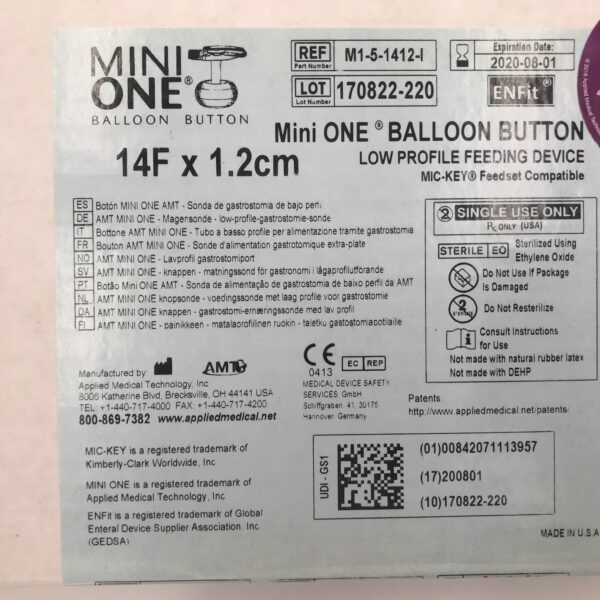 MINI
ONE®
BALLOON BUTTON
REF M1-5-1412-I
Part Number
LOT 170822-220
Lot Number
Expiration Date:
2020-08-01
ENFit®
Mini ONE® BALLOON BUTTON
14F x 1.2cm
LOW PROFILE FEEDING DEVICE
MIC-KEY® Feedset Compatible
ES Botón MINI ONE AMT - Sonda de gastrostomia de bajo perfil
DE AMT MINI ONE - Magensonde - low-profile-gastrostomie-sonde
IT Bottone AMT MINI ONE - Tubo a basso profilo per alimentazione tramite gastrostomia
FR Bouton AMT MINI ONE - Sonde d'alimentation gastrotomique extra-plate
NO AMT MINI ONE - Lavprofil gastrostomiport
SV AMT MINI ONE - knappen - matningssond för gastronomi i lågaprofilutförande
PT Botão Mini ONE AMT - Sonda de alimentação de gastrostomia de baixo perfil da AMT
NL AMT MINI ONE knopsonde - voedingssonde met laag profile voor gastrostomie
DA AMT MINI ONE knappen - gastrostomi-ernæringssonde med lav profil
FI AMT MINI ONE - painikkeen - matalaprofiilinen ruokin - taletku gastrostomiapotilaille
2 SINGLE USE ONLY
Rx ONLY (USA)
STERILE EO Sterilized Using
Ethylene Oxide
Do Not Use If Package
is Damaged
2 Do Not Resterilize
Consult instructions
for Use
Not made with natural rubber latex
Not made with DEHP
Manufactured by: AMT
Applied Medical Technology, Inc
8006 Katherine Blvd, Brecksville, OH 44141 USA
TEL +1-440-717-4000 FAX +1-440-717-4200
800-869-7382 www.appliedmedical.net
CE
0413
EC REP
MEDICAL DEVICE SAFETY
SERVICES GmbH
Schiffgraben 41, 30175
Hannover Germany
Patents
http://www.appliedmedical.net/patents/
MIC-KEY is a registered trademark of
Kimberly-Clark Worldwide, Inc
MINI ONE is a registered trademark of
Applied Medical Technology, Inc
ENFit is a registered trademark of Global
Enteral Device Supplier Association, Inc
(GEDSA)
UDI - GS1
(01)00842071113957
(17)200801
(10)170822-220
MADE IN U.S.A